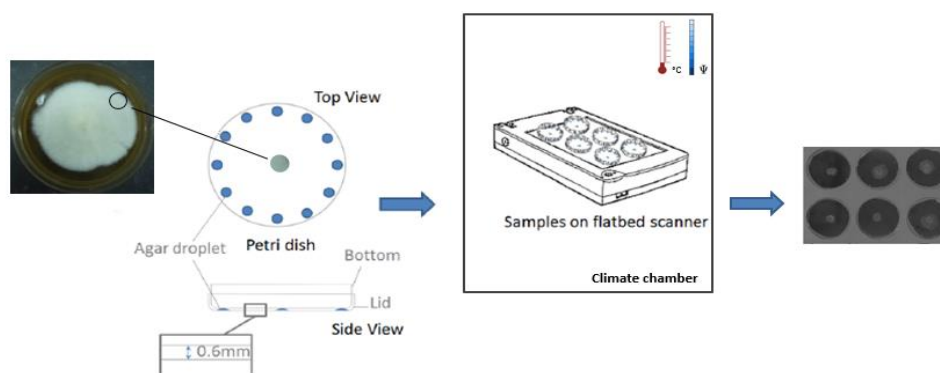 Top View
Agar droplet
Petri dish
Bottom
Lid
Side View
0.6mm
°C
Ψ
Samples on flatbed scanner
Climate chamber